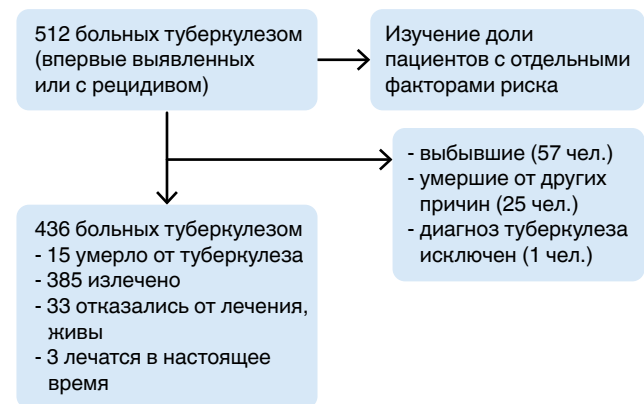 512 больных туберкулезом
(впервые выявленных
или с рецидивом)
Изучение доли
пациентов с отдельными
факторами риска
- выбывшие (57 чел.)
- умершие от других
причин (25 чел.)
- диагноз туберкулеза
исключен (1 чел.)
436 больных туберкулезом
- 15 умерло от туберкулеза
- 385 излечено
- 33 отказались от лечения,
живы
- 3 лечатся в настоящее
время